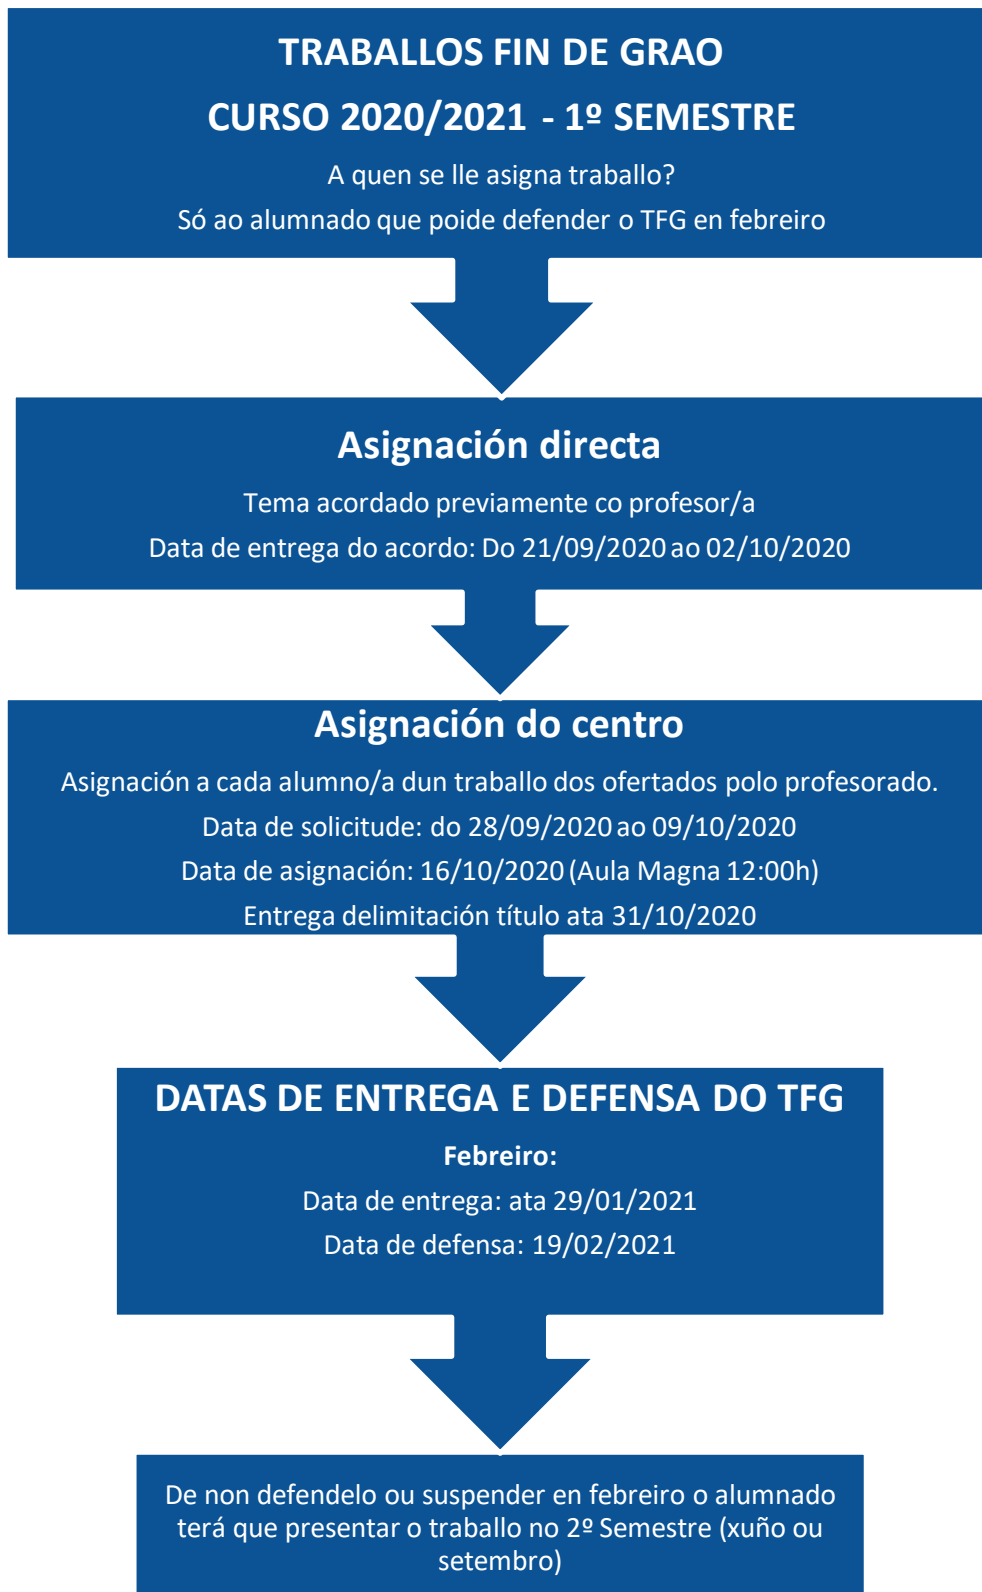 TRABALLOS FIN DE GRAO
CURSO 2020/2021 - 1º SEMESTRE
A quen se lle asigna traballo?
Só ao alumnado que poide defender o TFG en febreiro
Asignación directa
Tema acordado previamente co profesor/a
Data de entrega do acordo: Do 21/09/2020 ao 02/10/2020
Asignación do centro
Asignación a cada alumno/a dun traballo dos ofertados polo profesorado.
Data de solicitude: do 28/09/2020 ao 09/10/2020
Data de asignación: 16/10/2020 (Aula Magna 12:00h)
Entrega delimitación título ata 31/10/2020
DATAS DE ENTREGA E DEFENSA DO TFG
Febreiro:
Data de entrega: ata 29/01/2021
Data de defensa: 19/02/2021
De non defendelo ou suspender en febreiro o alumnado
terá que presentar o traballo no 2º Semestre (xuño ou
setembro)